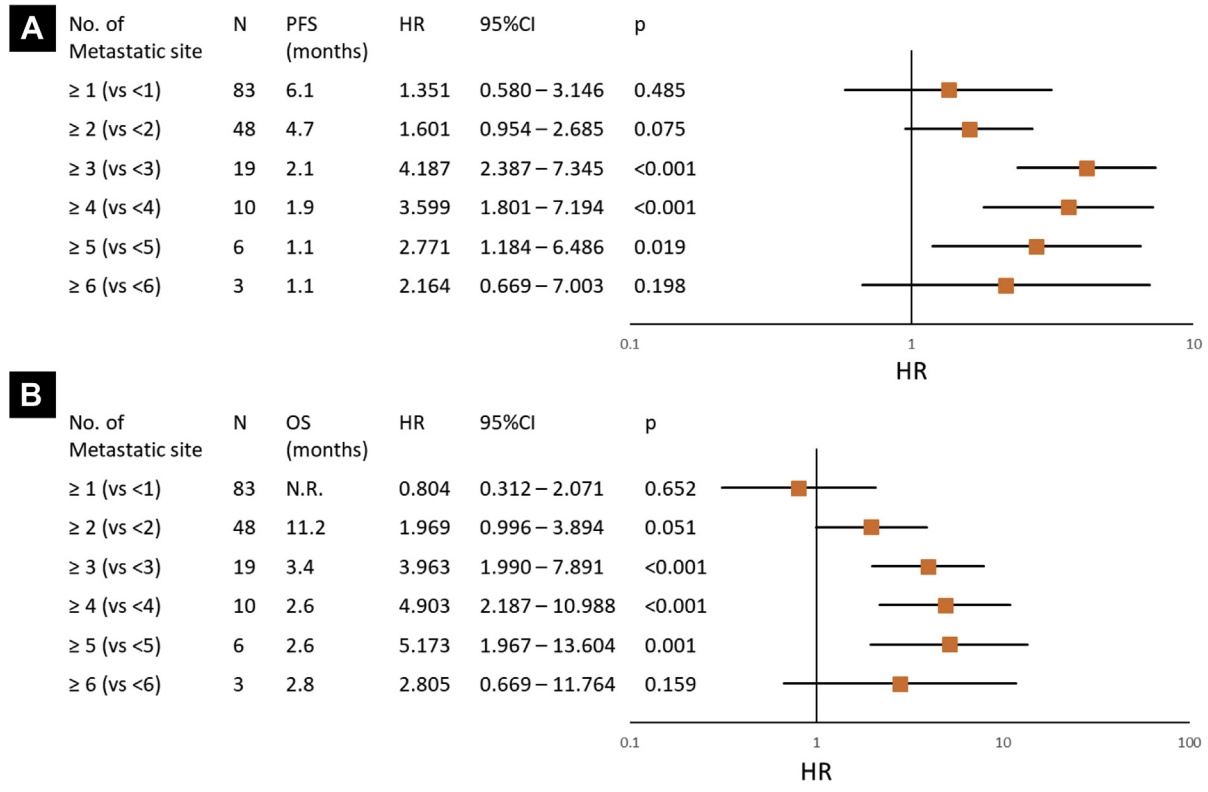 A
No. of N PFS HR 95%CI p
Metastatic site (months)
≥ 1 (vs <1) 83 6.1 1.351 0.580 – 3.146 0.485
≥ 2 (vs <2) 48 4.7 1.601 0.954 – 2.685 0.075
≥ 3 (vs <3) 19 2.1 4.187 2.387 – 7.345 <0.001
≥ 4 (vs <4) 10 1.9 3.599 1.801 – 7.194 <0.001
≥ 5 (vs <5) 6 1.1 2.771 1.184 – 6.486 0.019
≥ 6 (vs <6) 3 1.1 2.164 0.669 – 7.003 0.198
0.1 1 10
HR
B
No. of N OS HR 95%CI p
Metastatic site (months)
≥ 1 (vs <1) 83 N.R. 0.804 0.312 – 2.071 0.652
≥ 2 (vs <2) 48 11.2 1.969 0.996 – 3.894 0.051
≥ 3 (vs <3) 19 3.4 3.963 1.990 – 7.891 <0.001
≥ 4 (vs <4) 10 2.6 4.903 2.187 – 10.988 <0.001
≥ 5 (vs <5) 6 2.6 5.173 1.967 – 13.604 0.001
≥ 6 (vs <6) 3 2.8 2.805 0.669 – 11.764 0.159
0.1 1 10 100
HR